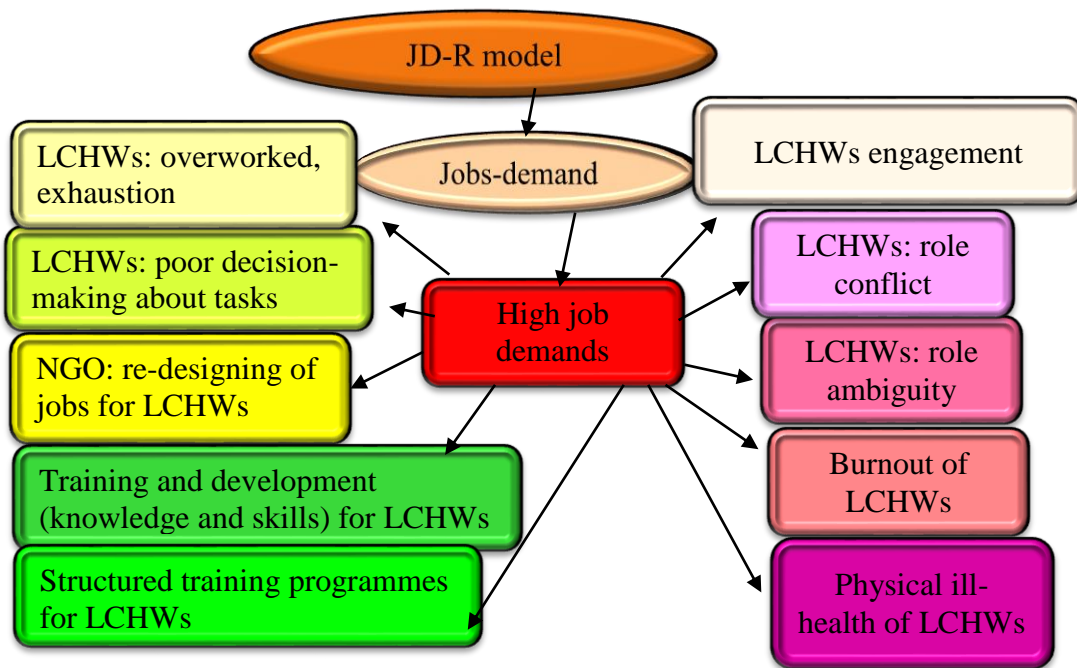 JD-R model
Jobs-demand
LCHWs: overworked,
exhaustion
LCHWs: poor decision-
making about tasks
NGO: re-designing of
jobs for LCHWs
Training and development
(knowledge and skills) for LCHWs
Structured training programmes
for LCHWs
High job
demands
LCHWs engagement
LCHWs: role
conflict
LCHWs: role
ambiguity
Burnout of
LCHWs
Physical ill-
health of LCHWs